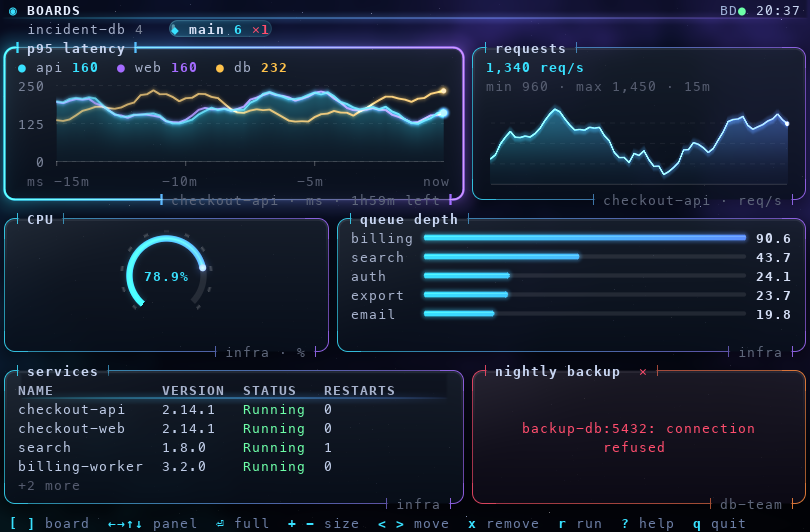 ◉ BOARDS BD● 20:37
incident-db 4 ◆ main 6 ×1
p95 latency
● api 160 ● web 160 ● db 232
250
125
0
ms −15m −10m −5m now
checkout-api · ms · 1h59m left
requests
1,340 req/s
min 960 · max 1,450 · 15m
checkout-api · req/s
CPU
78.9%
infra · %
queue depth
billing 90.6
search 43.7
auth 24.1
export 23.7
email 19.8
infra
services
NAME VERSION STATUS RESTARTS
checkout-api 2.14.1 Running 0
checkout-web 2.14.1 Running 0
search 1.8.0 Running 1
billing-worker 3.2.0 Running 0
+2 more
infra
nightly backup ×
backup-db:5432: connection
refused
db-team
[ ] board ←→↑↓ panel ⏎ full + − size < > move x remove r run ? help q quit